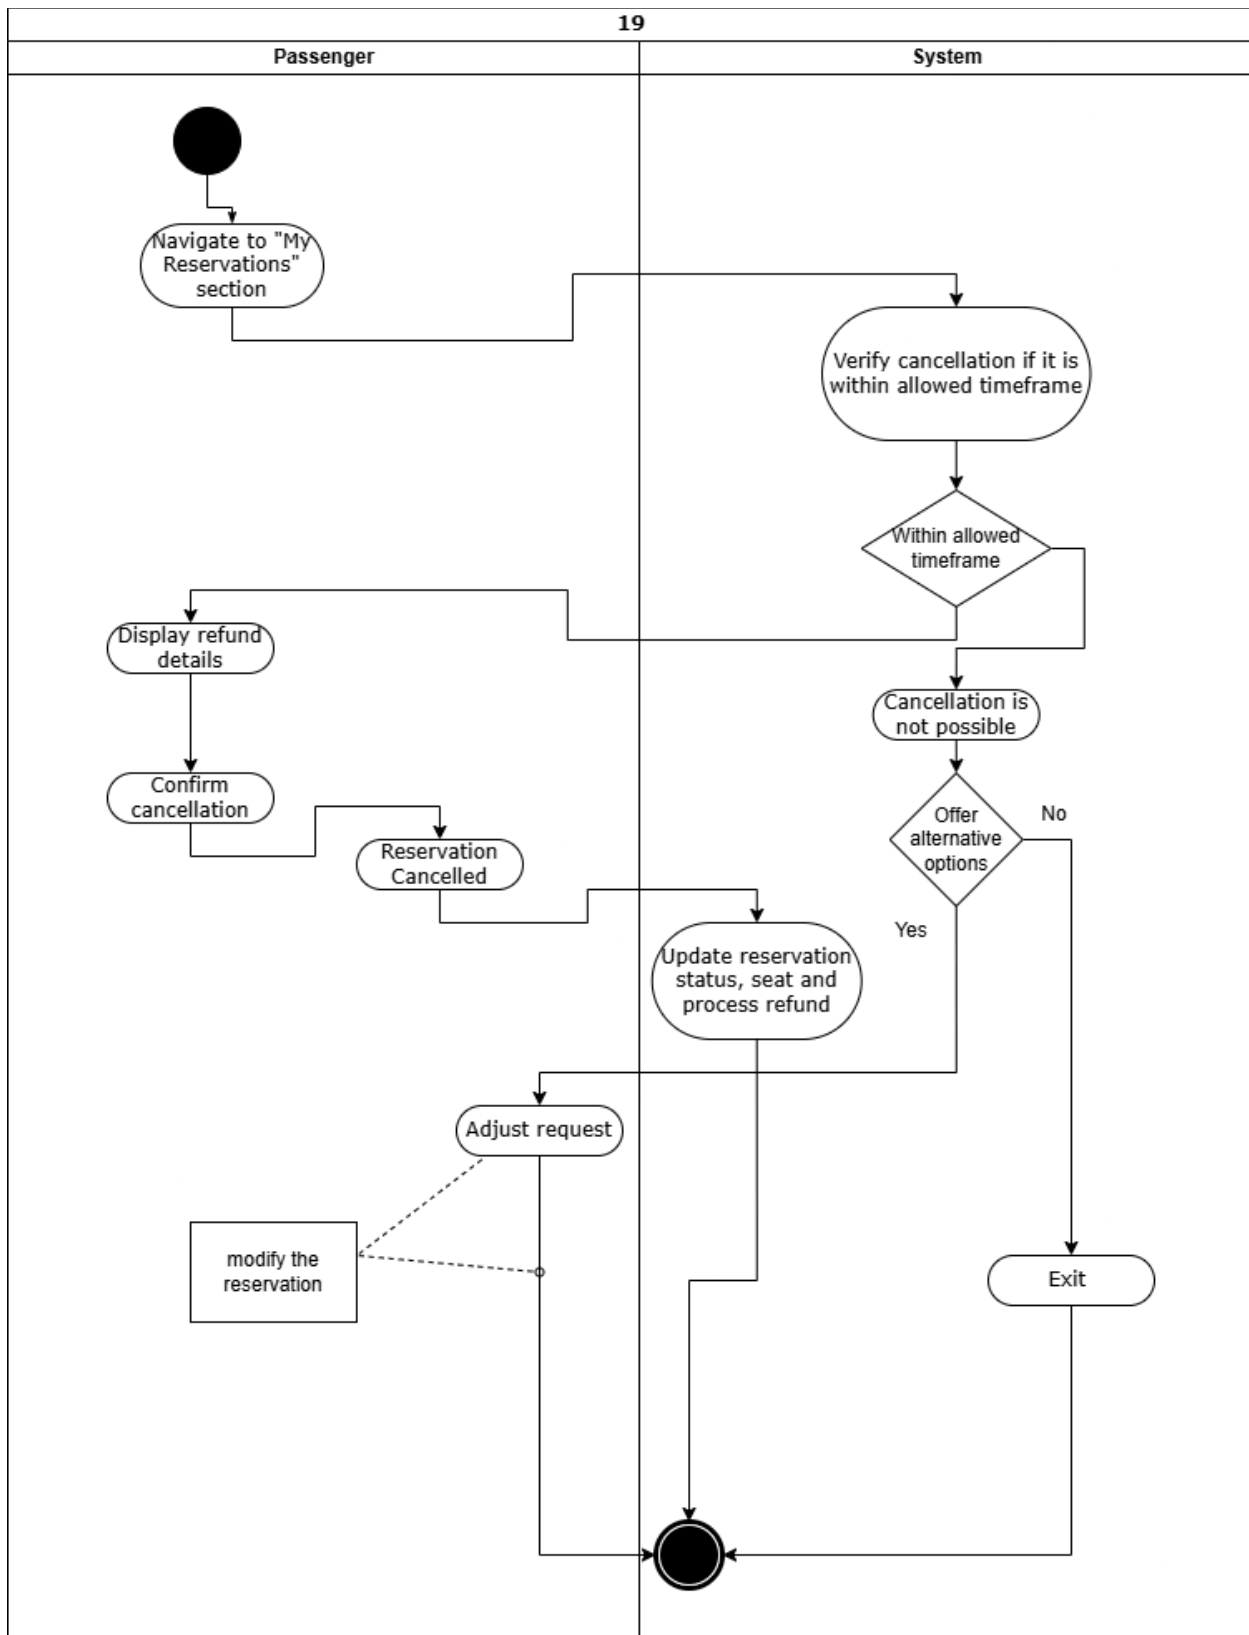 19
Passenger
System
Navigate to "My
Reservations"
section
Verify cancellation if it is
within allowed timeframe
Within allowed
timeframe
Display refund
details
Cancellation is
not possible
Confirm
cancellation
Offer
alternative
options
No
Reservation
Cancelled
Yes
Update reservation
status, seat and
process refund
Adjust request
modify the
reservation
Exit